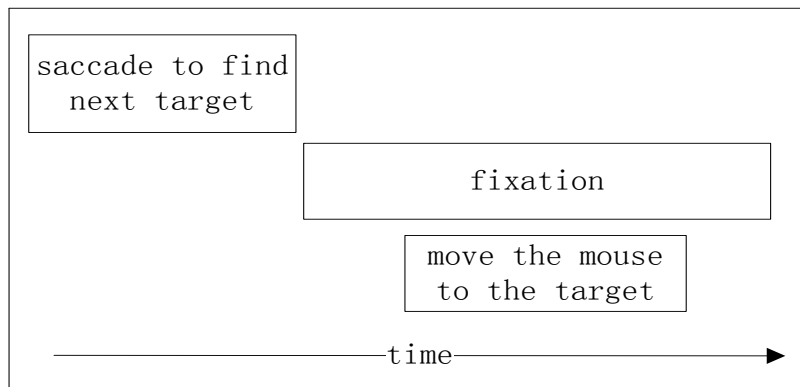 saccade to find
next target
fixation
move the mouse
to the target
time